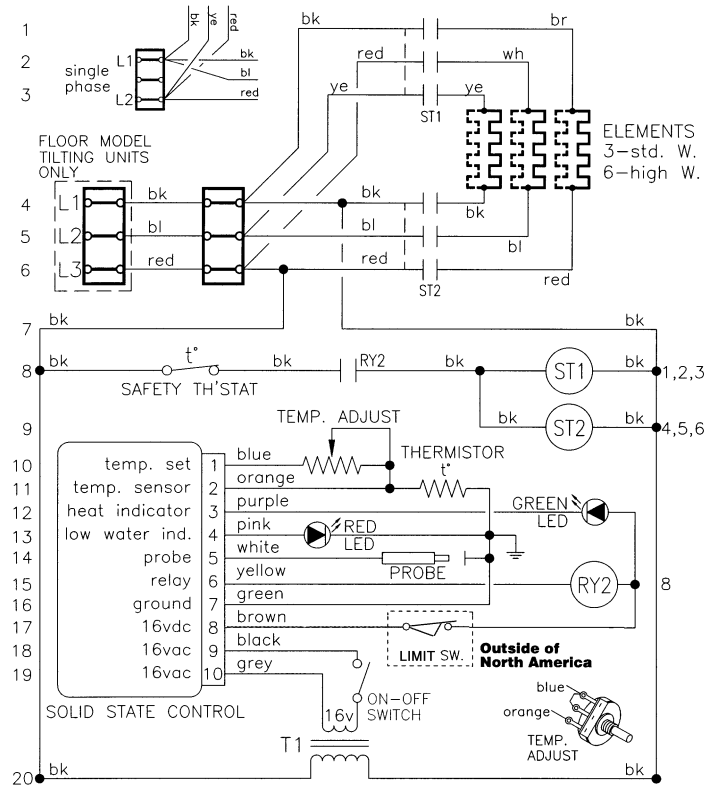 1
bk
ye
red
bk
br
2
single
phase
L1
bk
bl
red
wh
3
L2
red
ye
ye
ST1
FLOOR MODEL
TILTING UNITS
ONLY
ELEMENTS
3-std. W.
6-high W.
4
L1
bk
bk
bk
5
L2
bl
bl
bl
6
L3
red
red
red
ST2
7
bk
bk
8
bk
t°
bk
RY2
bk
ST1
bk
1,2,3
SAFETY TH'STAT
9
bk
ST2
bk
4,5,6
TEMP. ADJUST
10
temp. set
1
blue
THERMISTOR
t°
11
temp. sensor
2
orange
12
heat indicator
3
purple
GREEN
LED
13
low water ind.
4
pink
RED
LED
14
probe
5
white
PROBE
15
relay
6
yellow
RY2
8
16
ground
7
green
17
16vdc
8
brown
LIMIT SW.
Outside of
North America
18
16vac
9
black
19
16vac
10
grey
ON-OFF
SWITCH
blue
orange
TEMP.
ADJUST
SOLID STATE CONTROL
16v
T1
20
bk
bk